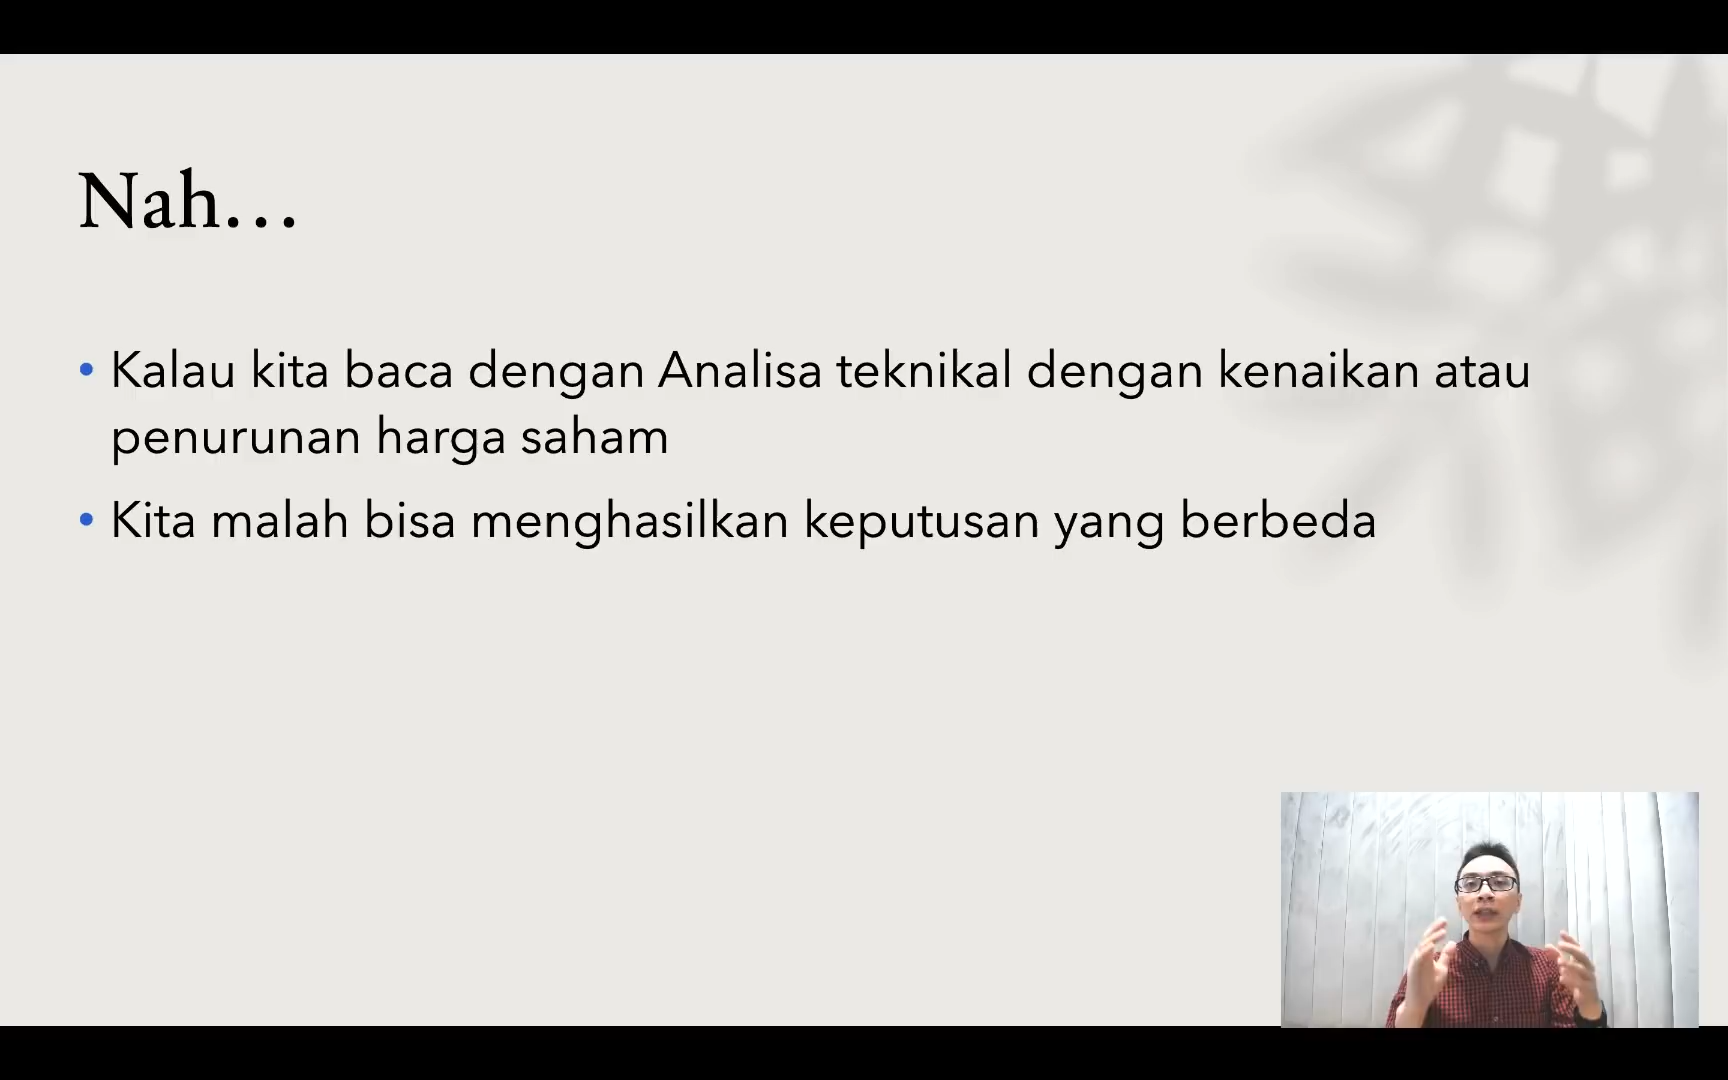 Nah...
• Kalau kita baca dengan Analisa teknikal dengan kenaikan atau
penurunan harga saham
• Kita malah bisa menghasilkan keputusan yang berbeda